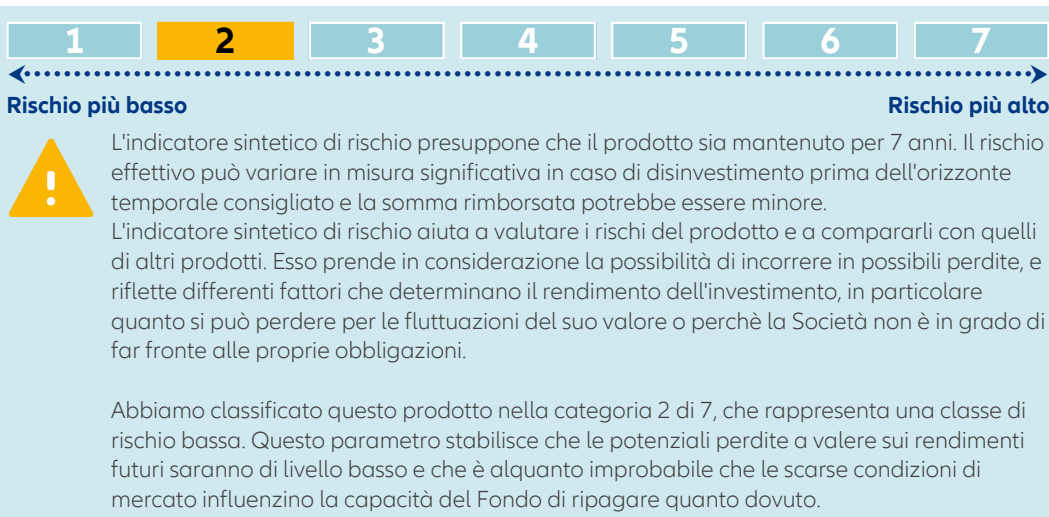 1 2 3 4 5 6 7
Rischio più basso Rischio più alto
L'indicatore sintetico di rischio presuppone che il prodotto sia mantenuto per 7 anni. Il rischio
effettivo può variare in misura significativa in caso di disinvestimento prima dell'orizzonte
temporale consigliato e la somma rimborsata potrebbe essere minore.
L'indicatore sintetico di rischio aiuta a valutare i rischi del prodotto e a compararli con quelli
di altri prodotti. Esso prende in considerazione la possibilità di incorrere in possibili perdite, e
riflette differenti fattori che determinano il rendimento dell'investimento, in particolare
quanto si può perdere per le fluttuazioni del suo valore o perchè la Società non è in grado di
far fronte alle proprie obbligazioni.
Abbiamo classificato questo prodotto nella categoria 2 di 7, che rappresenta una classe di
rischio bassa. Questo parametro stabilisce che le potenziali perdite a valere sui rendimenti
futuri saranno di livello basso e che è alquanto improbabile che le scarse condizioni di
mercato influenzino la capacità del Fondo di ripagare quanto dovuto.